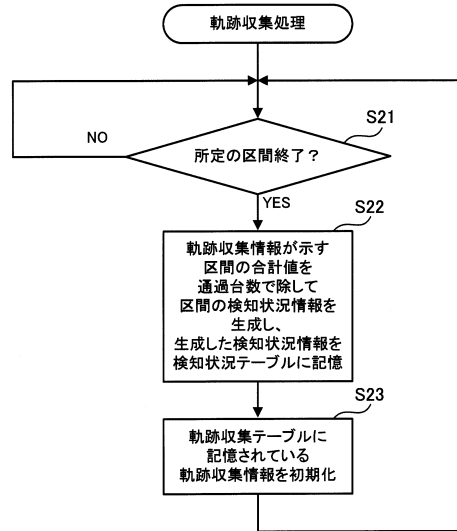 軌跡収集処理
S21
所定の区間終了？
NO
YES
S22
軌跡収集情報が示す
区間の合計値を
通過台数で除して
区間の検知状況情報を
生成し、
生成した検知状況情報を
検知状況テーブルに記憶
S23
軌跡収集テーブルに
記憶されている
軌跡収集情報を初期化